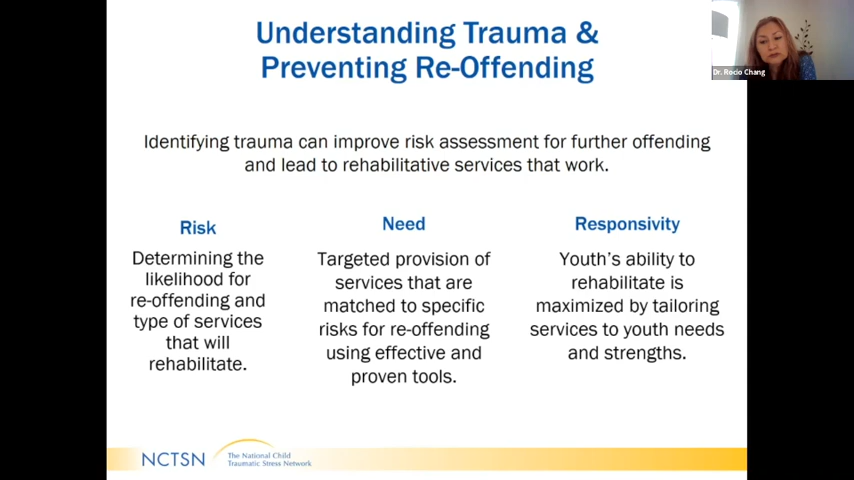 Understanding Trauma &
Preventing Re-Offending
Dr. Rocio Chang
Identifying trauma can improve risk assessment for further offending
and lead to rehabilitative services that work.
Risk
Determining the
likelihood for
re-offending and
type of services
that will
rehabilitate.
Need
Targeted provision of
services that are
matched to specific
risks for re-offending
using effective and
proven tools.
Responsivity
Youth's ability to
rehabilitate is
maximized by tailoring
services to youth needs
and strengths.
NCTSN
The National Child
Traumatic Stress Network